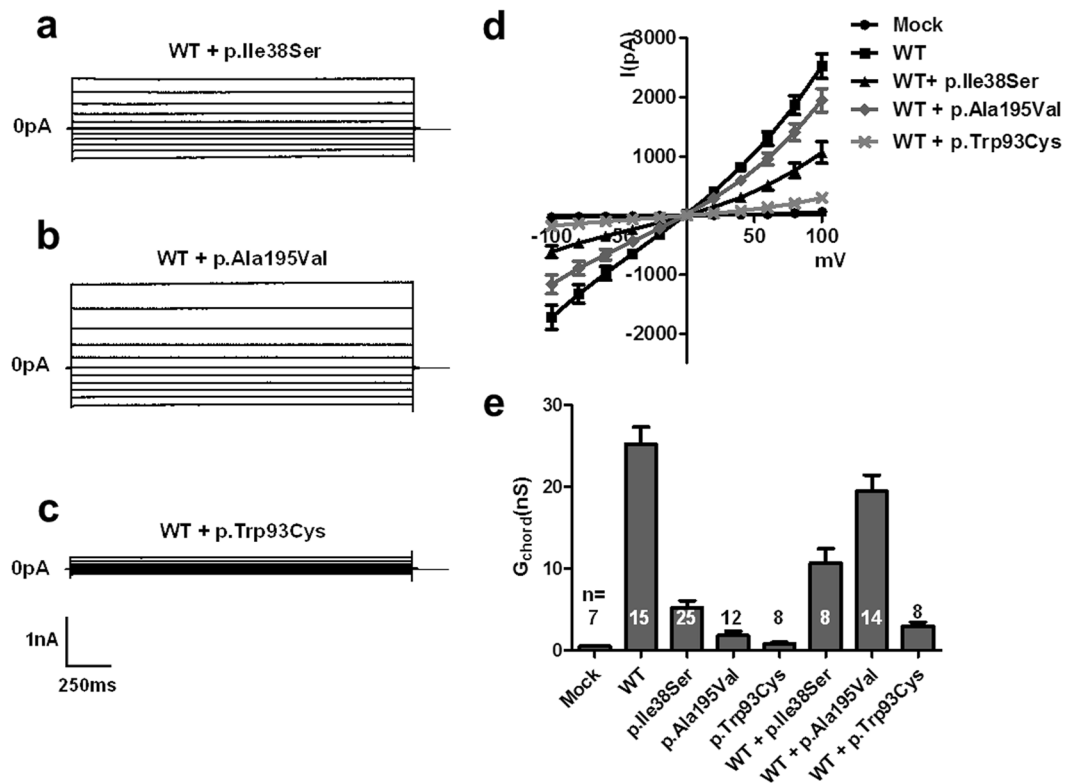 a
WT + p.Ile38Ser
0pA
b
WT + p.Ala195Val
0pA
c
WT + p.Trp93Cys
0pA
1nA
250ms
d
I(pA)
3000
2000
1000
-1000
-2000
-100
-50
50
100
mV
Mock
WT
WT+ p.Ile38Ser
WT + p.Ala195Val
WT + p.Trp93Cys
e
Gchord(nS)
30
20
10
0
n=
7
15
25
12
8
8
14
8
Mock
WT
p.Ile38Ser
p.Ala195Val
p.Trp93Cys
WT + p.Ile38Ser
WT + p.Ala195Val
WT + p.Trp93Cys